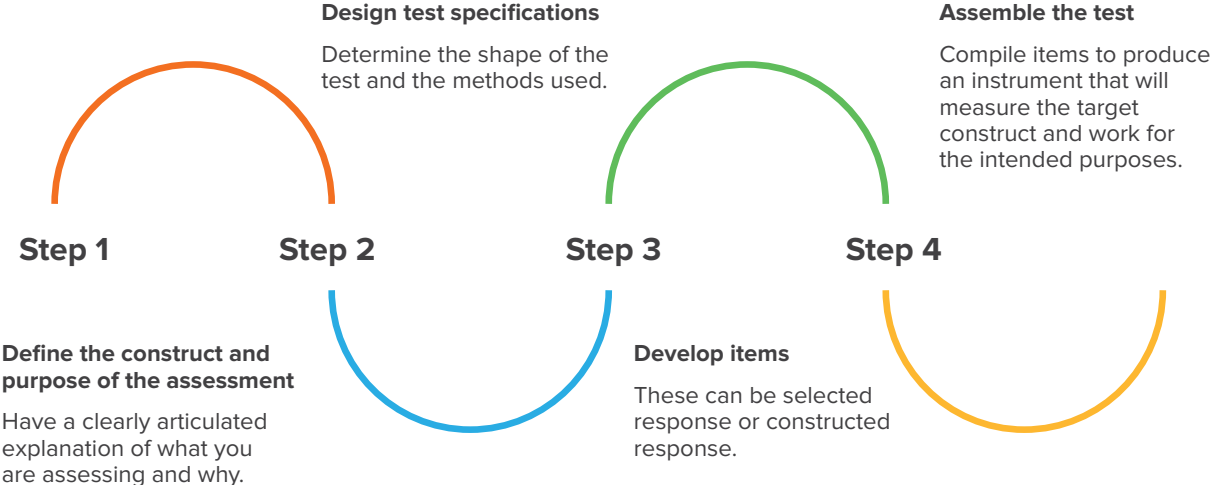 Design test specifications
Determine the shape of the
test and the methods used.
Assemble the test
Compile items to produce
an instrument that will
measure the target
construct and work for
the intended purposes.
Step 1
Step 2
Step 3
Step 4
Define the construct and
purpose of the assessment
Have a clearly articulated
explanation of what you
are assessing and why.
Develop items
These can be selected
response or constructed
response.